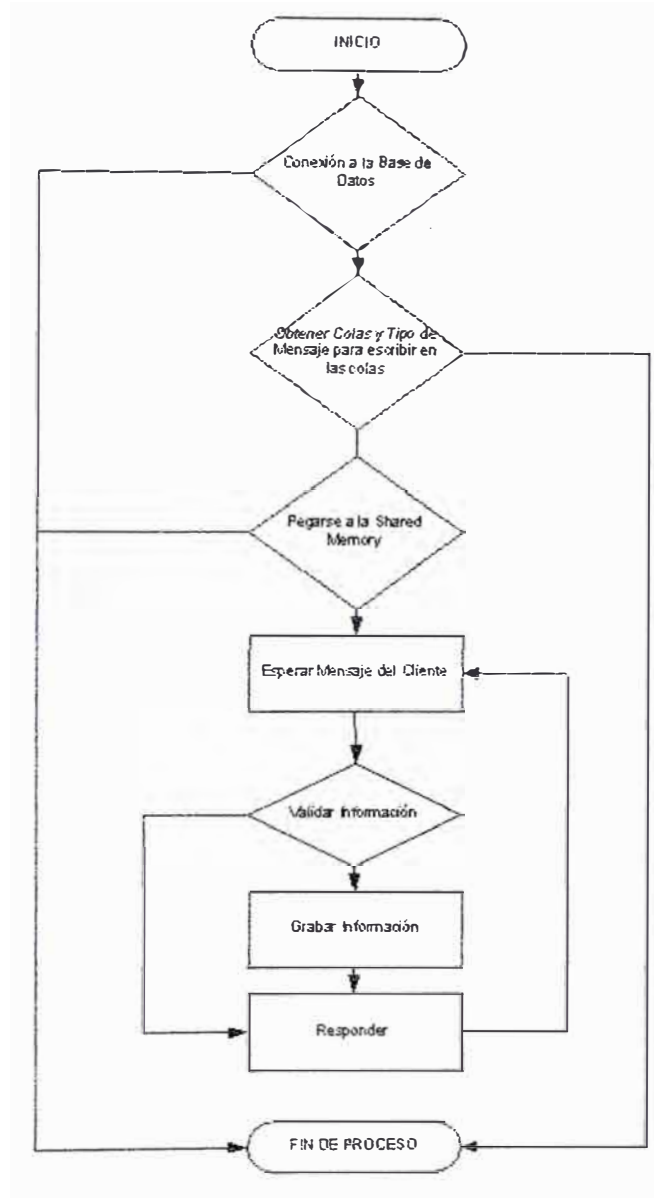 INICIO
Conexión a la Base de
Datos
Obtener Colas y Tipo de
Mensaje para escribir en
las colas
Pegarse a la Shared
Memory
Esperar Mensaje del Cliente
Validar Información
Grabar Información
Responder
FIN DE PROCESO